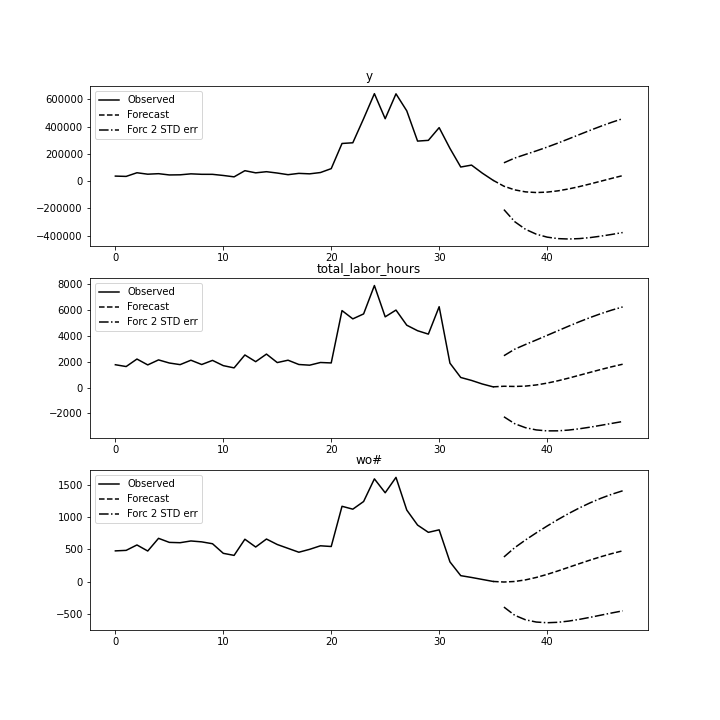 y
600000
400000
200000
0
−200000
−400000
Observed
Forecast
Forc 2 STD err
0 10 20 30 40
total_labor_hours
8000
6000
4000
2000
0
−2000
Observed
Forecast
Forc 2 STD err
0 10 20 30 40
wo#
1500
1000
500
0
−500
Observed
Forecast
Forc 2 STD err
0 10 20 30 40